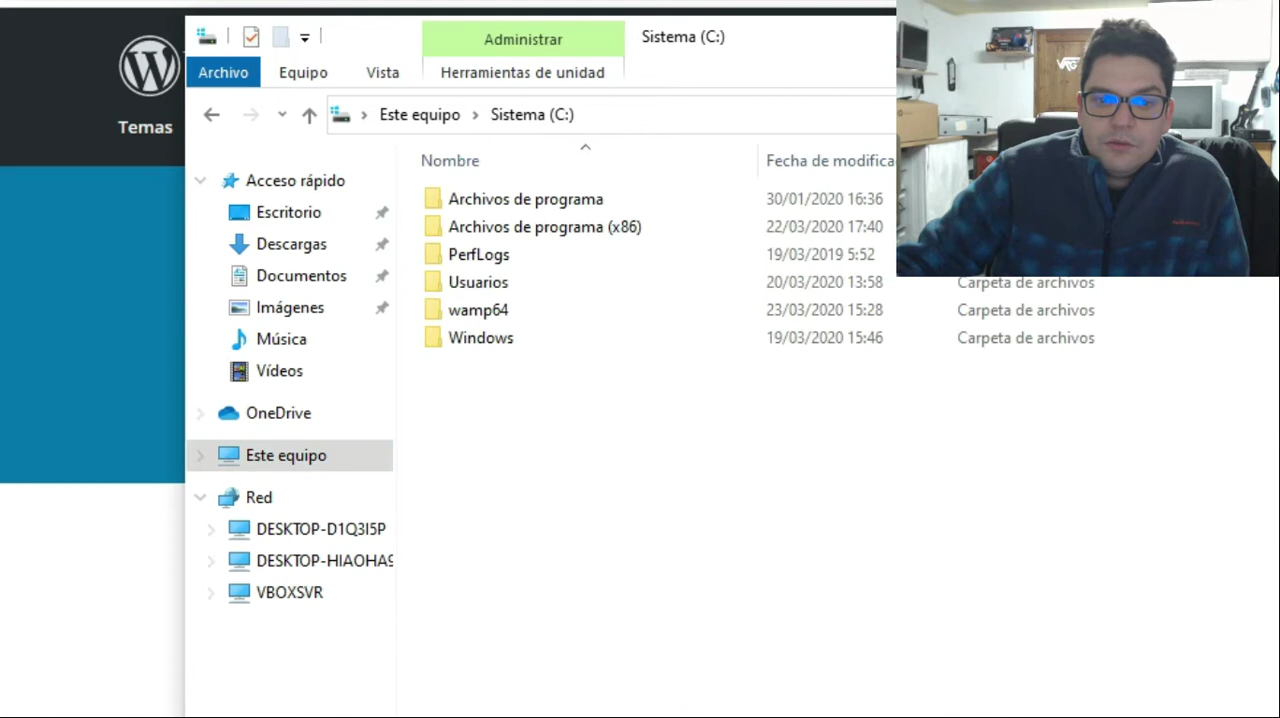 Administrar
Sistema (C:)
Archivo
Equipo
Vista
Herramientas de unidad
Este equipo > Sistema (C:)
Temas
Nombre
Fecha de modifica
Acceso rápido
Escritorio
Descargas
Documentos
Imágenes
Música
Vídeos
OneDrive
Este equipo
Red
DESKTOP-D1Q3I5P
DESKTOP-HIAOHA9
VBOXSVR
Archivos de programa 30/01/2020 16:36
Archivos de programa (x86) 22/03/2020 17:40
PerfLogs 19/03/2019 5:52
Usuarios 20/03/2020 13:58 Carpeta de archivos
wamp64 23/03/2020 15:28 Carpeta de archivos
Windows 19/03/2020 15:46 Carpeta de archivos